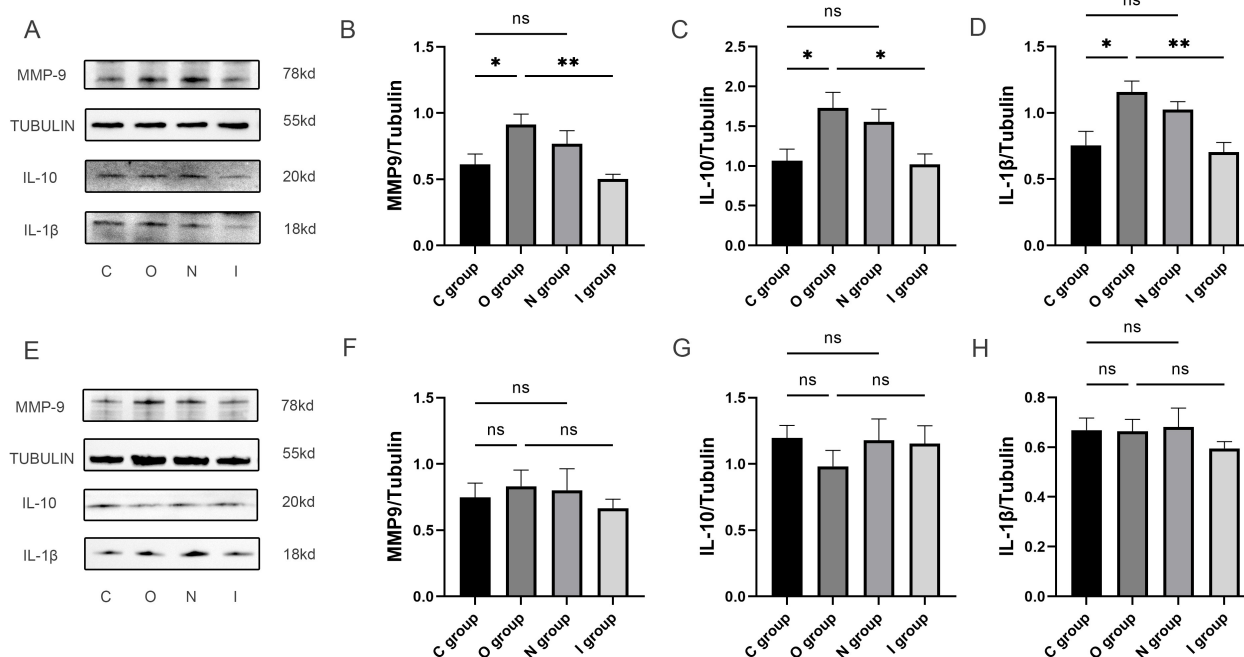 A
MMP-9
78kd
TUBULIN
55kd
IL-10
20kd
IL-1β
18kd
C O N I
B
ns
* **
MMP9/Tubulin
1.5
1.0
0.5
0.0
C group
O group
N group
I group
C
ns
* *
IL-10/Tubulin
2.5
2.0
1.5
1.0
0.5
0.0
C group
O group
N group
I group
D
ns
* **
IL-1β/Tubulin
1.5
1.0
0.5
0.0
C group
O group
N group
I group
E
MMP-9
78kd
TUBULIN
55kd
IL-10
20kd
IL-1β
18kd
C O N I
F
ns
ns ns
MMP9/Tubulin
1.5
1.0
0.5
0.0
C group
O group
N group
I group
G
ns
ns ns
IL-10/Tubulin
1.5
1.0
0.5
0.0
C group
O group
N group
I group
H
ns
ns ns
IL-1β/Tubulin
0.8
0.6
0.4
0.2
0.0
C group
O group
N group
I group